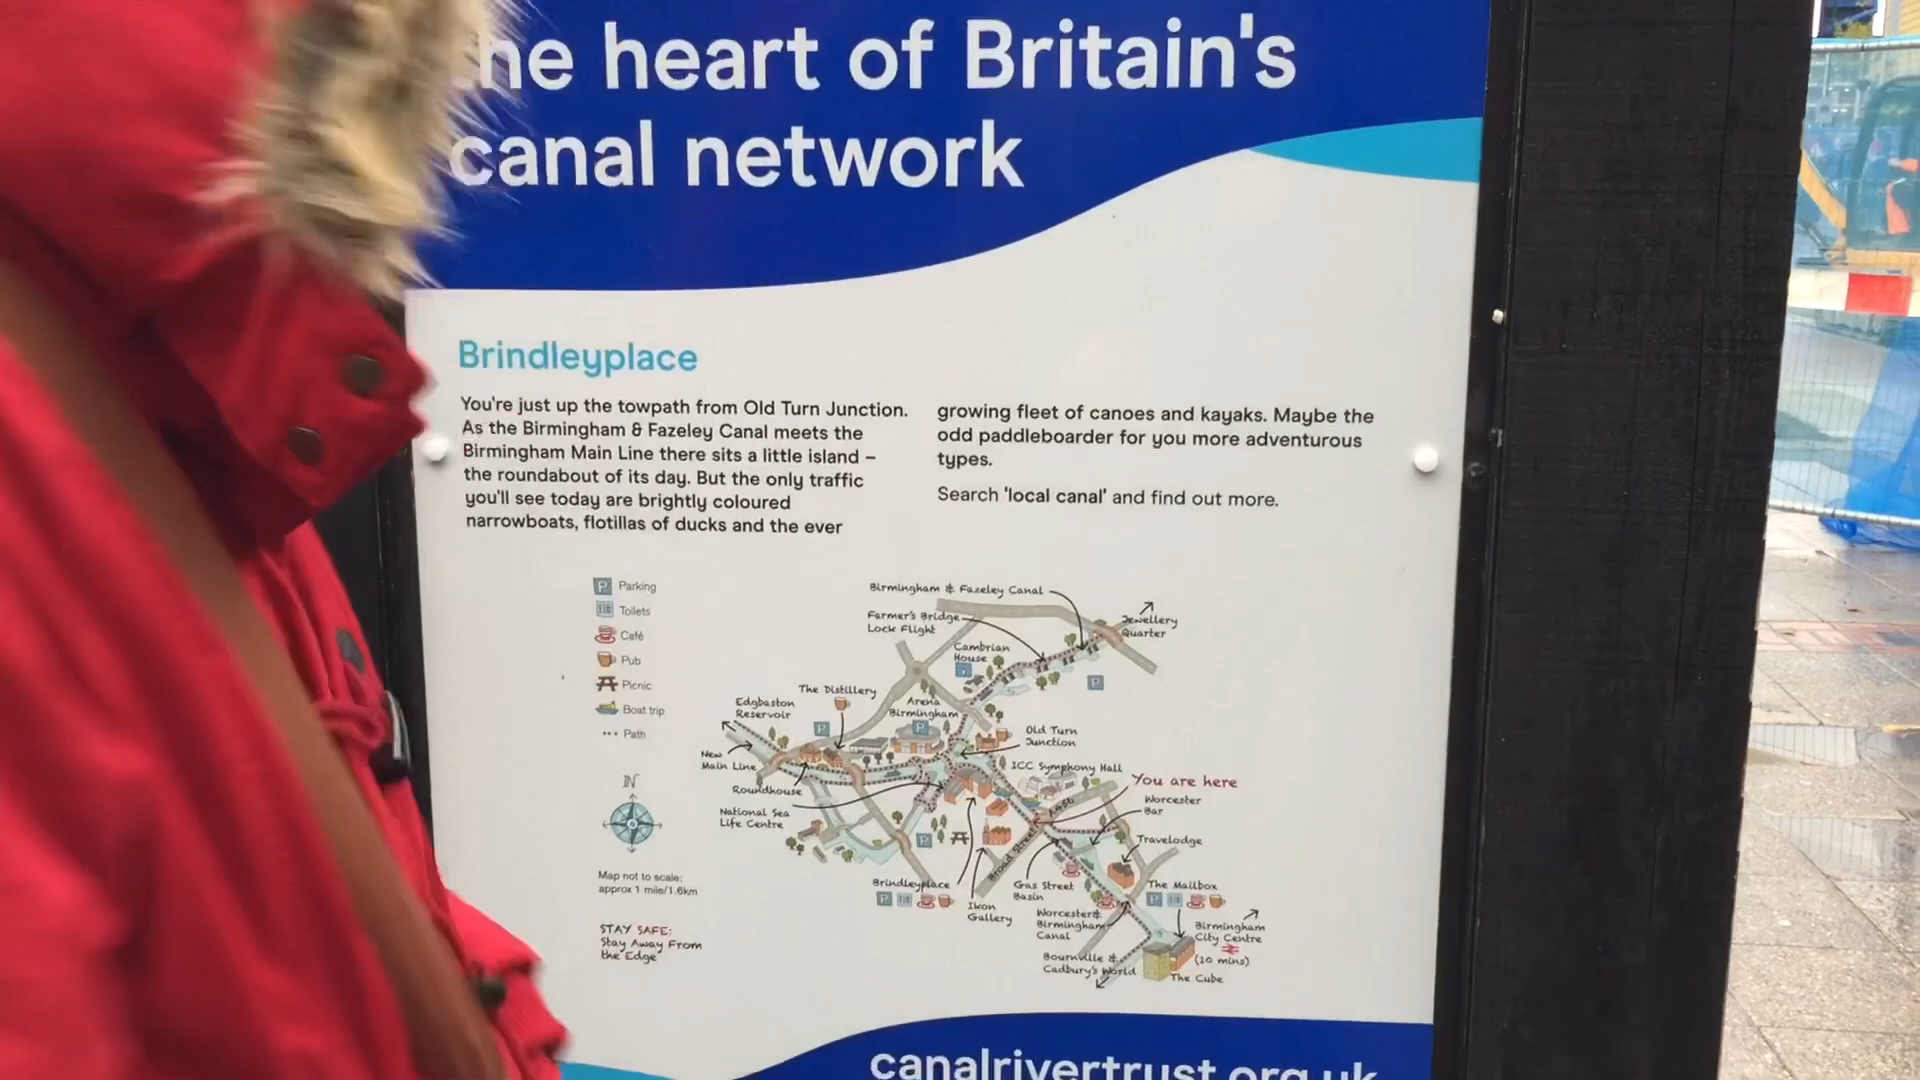 the heart of Britain's
canal network
Brindleyplace
You're just up the towpath from Old Turn Junction.
As the Birmingham & Fazeley Canal meets the
Birmingham Main Line there sits a little island –
the roundabout of its day. But the only traffic
you'll see today are brightly coloured
narrowboats, flotillas of ducks and the ever
growing fleet of canoes and kayaks. Maybe the
odd paddleboarder for you more adventurous
types.
Search 'local canal' and find out more.
P Parking
Toilets
Café
Pub
Picnic
Boat trip
Path
N
Map not to scale:
approx 1 mile/1.6km
STAY SAFE:
Stay Away From
the Edge
Birmingham & Fazeley Canal
Farmer's Bridge
Lock Flight
Jewellery
Quarter
Cambrian
House
P
The Distillery
Edgbaston
Reservoir
P
Arena
Birmingham
P
Old Turn
Junction
New
Main Line
ICC Symphony Hall
You are here
Roundhouse
National Sea
Life Centre
Worcester
Bar
A456
Broad Street
P
Travelodge
Brindleyplace
P
Ikon
Gallery
Gas Street
Basin
The Mailbox
P
Worcester &
Birmingham
Canal
Birmingham
City Centre
(10 mins)
Bournville &
Cadbury's World
The Cube
canalrivertrust.org.uk